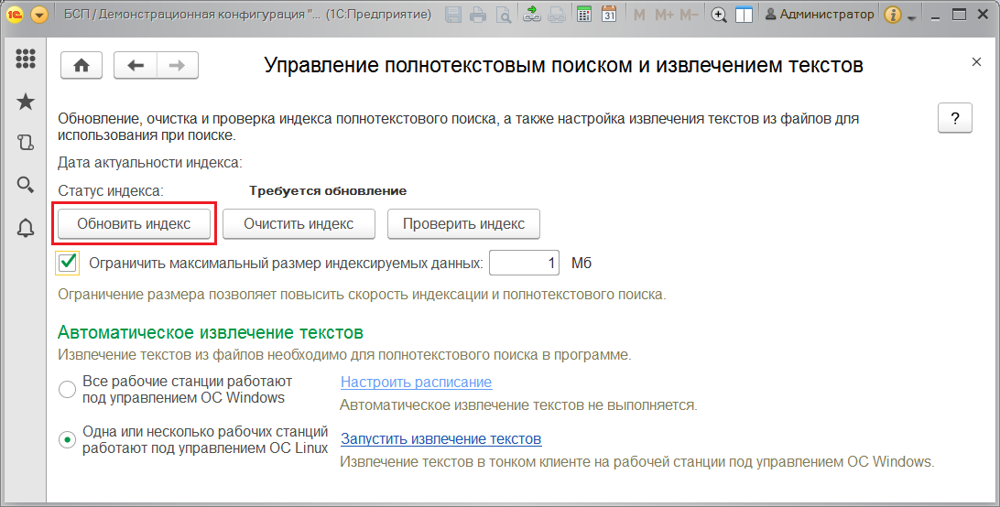 БСП / Демонстрационная конфигурация "... (1С:Предприятие)
M M+ M−
31
Администратор
Управление полнотекстовым поиском и извлечением текстов
Обновление, очистка и проверка индекса полнотекстового поиска, а также настройка извлечения текстов из файлов для
использования при поиске.
?
Дата актуальности индекса:
Статус индекса: Требуется обновление
Обновить индекс Очистить индекс Проверить индекс
Ограничить максимальный размер индексируемых данных: 1 Мб
Ограничение размера позволяет повысить скорость индексации и полнотекстового поиска.
Автоматическое извлечение текстов
Извлечение текстов из файлов необходимо для полнотекстового поиска в программе.
Все рабочие станции работают
под управлением ОС Windows
Настроить расписание
Автоматическое извлечение текстов не выполняется.
Одна или несколько рабочих станций
работают под управлением ОС Linux
Запустить извлечение текстов
Извлечение текстов в тонком клиенте на рабочей станции под управлением ОС Windows.